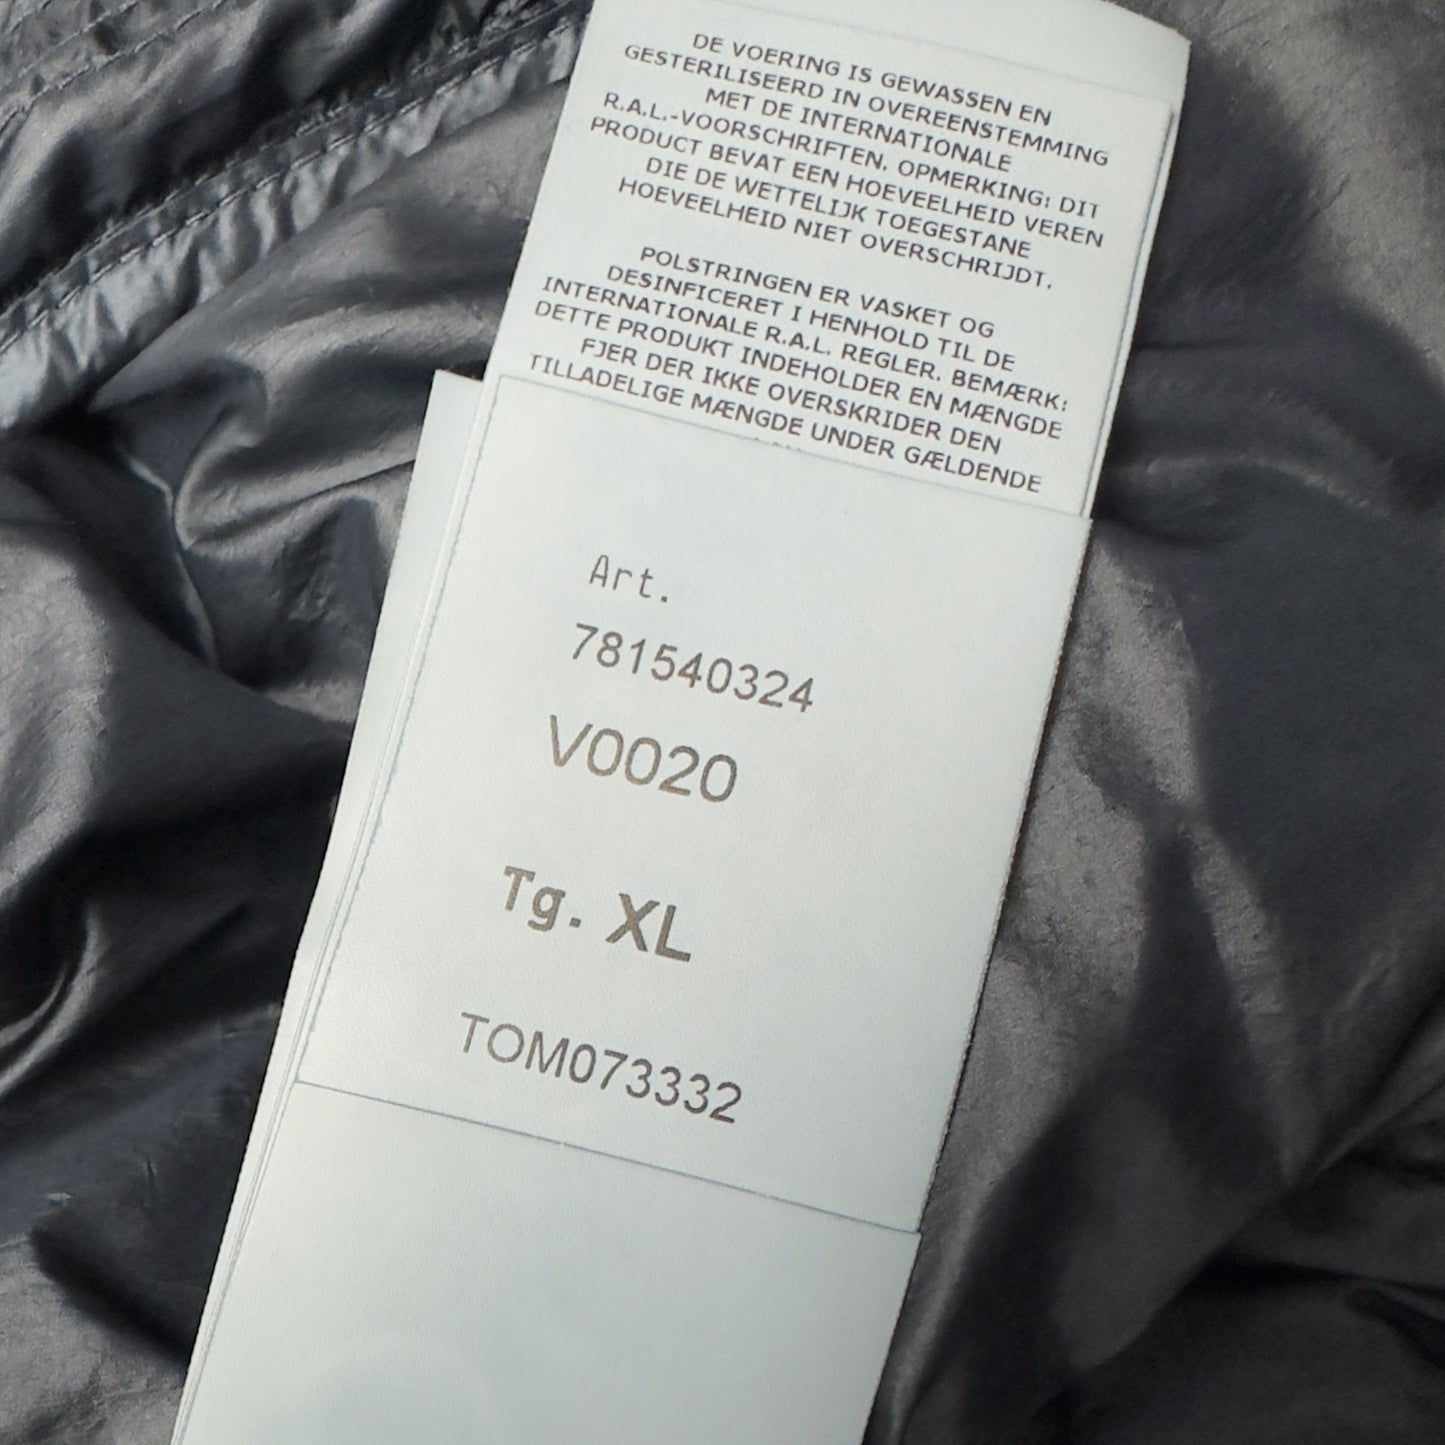 DE VOERING IS GEWASSEN EN
GESTERILISEERD IN OVEREENSTEMMING
MET DE INTERNATIONALE
R.A.L.-VOORSCHRIFTEN. OPMERKING: DIT
PRODUCT BEVAT EEN HOEVEELHEID VEREN
DIE DE WETTELIJK TOEGESTANE
HOEVEELHEID NIET OVERSCHRIJDT.
POLSTRINGEN ER VASKET OG
DESINFICERET I HENHOLD TIL DE
INTERNATIONALE R.A.L. REGLER. BEMÆRK:
DETTE PRODUKT INDEHOLDER EN MÆNGDE
FJER DER IKKE OVERSKRIDER DEN
TILLADELIGE MÆNGDE UNDER GÆLDENDE
Art.
781540324
V0020
Tg. XL
TOM073332